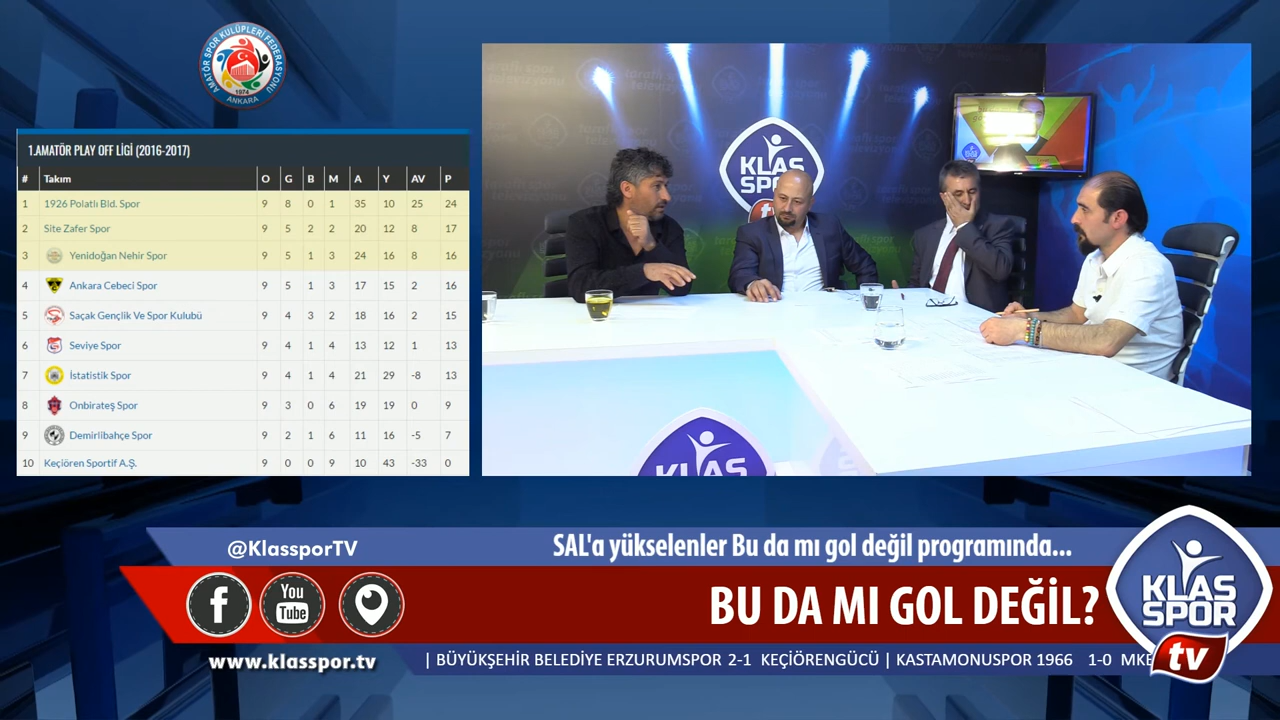 AMATÖR SPOR KULÜPLERİ FEDERASYONU
1974
ANKARA
1.AMATÖR PLAY OFF LİGİ (2016-2017)
# Takım O G B M A Y AV P
1 1926 Polatlı Bld. Spor 9 8 0 1 35 10 25 24
2 Site Zafer Spor 9 5 2 2 20 12 8 17
3 Yenidoğan Nehir Spor 9 5 1 3 24 16 8 16
4 Ankara Cebeci Spor 9 5 1 3 17 15 2 16
5 Saçak Gençlik Ve Spor Kulubü 9 4 3 2 18 16 2 15
6 Seviye Spor 9 4 1 4 13 12 1 13
7 İstatistik Spor 9 4 1 4 21 29 -8 13
8 Onbirateş Spor 9 3 0 6 19 19 0 9
9 Demirlibahçe Spor 9 2 1 6 11 16 -5 7
10 Keçiören Sportif A.Ş. 9 0 0 9 10 43 -33 0
KLAS
SPOR
tv
KLAS
KLAS
@KlassporTV
SAL'a yükselenler Bu da mı gol değil programında...
f
You
Tube
BU DA MI GOL DEĞİL?
KLAS
SPOR
tv
www.klasspor.tv
| BÜYÜKŞEHİR BELEDİYE ERZURUMSPOR 2-1 KEÇİÖRENGÜCÜ | KASTAMONUSPOR 1966 1-0 MKE